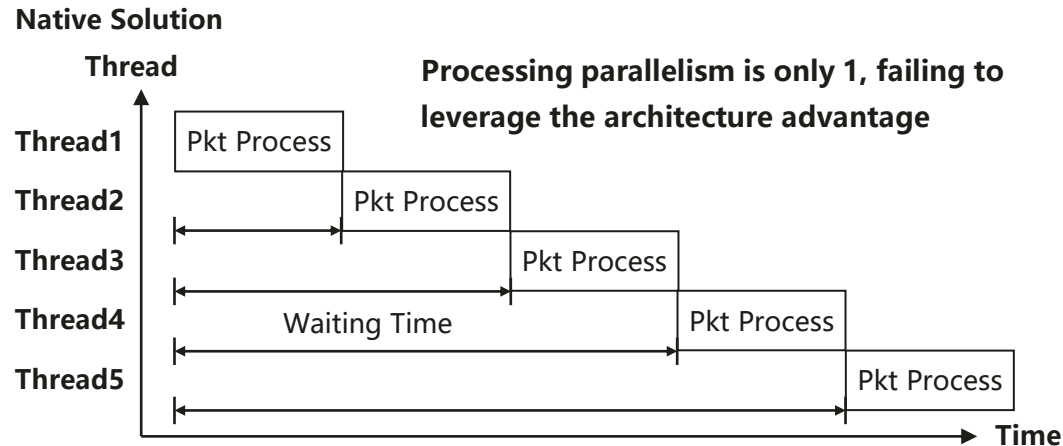 Native Solution
Thread
Processing parallelism is only 1, failing to
leverage the architecture advantage
Thread1
Pkt Process
Thread2
Pkt Process
Thread3
Pkt Process
Thread4
Waiting Time
Pkt Process
Thread5
Pkt Process
Time